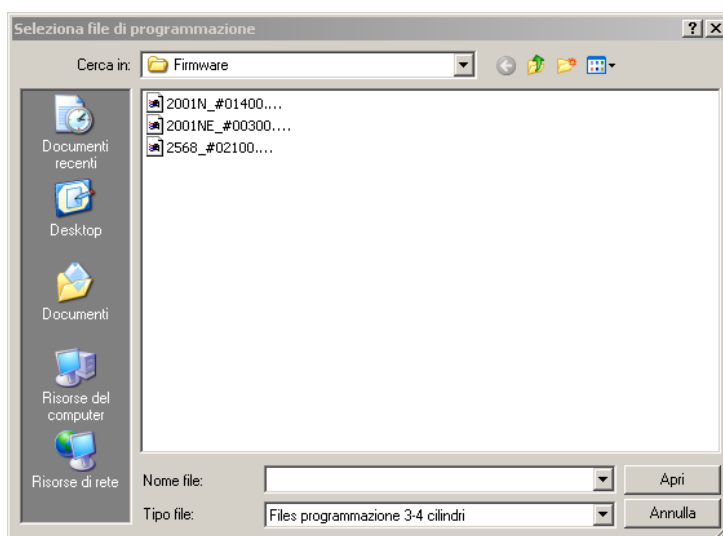 Seleziona file di programmazione
Cerca in: Firmware
2001N_#01400....
2001NE_#00300....
2568_#02100....
Documenti
recenti
Desktop
Documenti
Risorse del
computer
Risorse di rete
Nome file: Apri
Tipo file: Files programmazione 3-4 cilindri Annulla